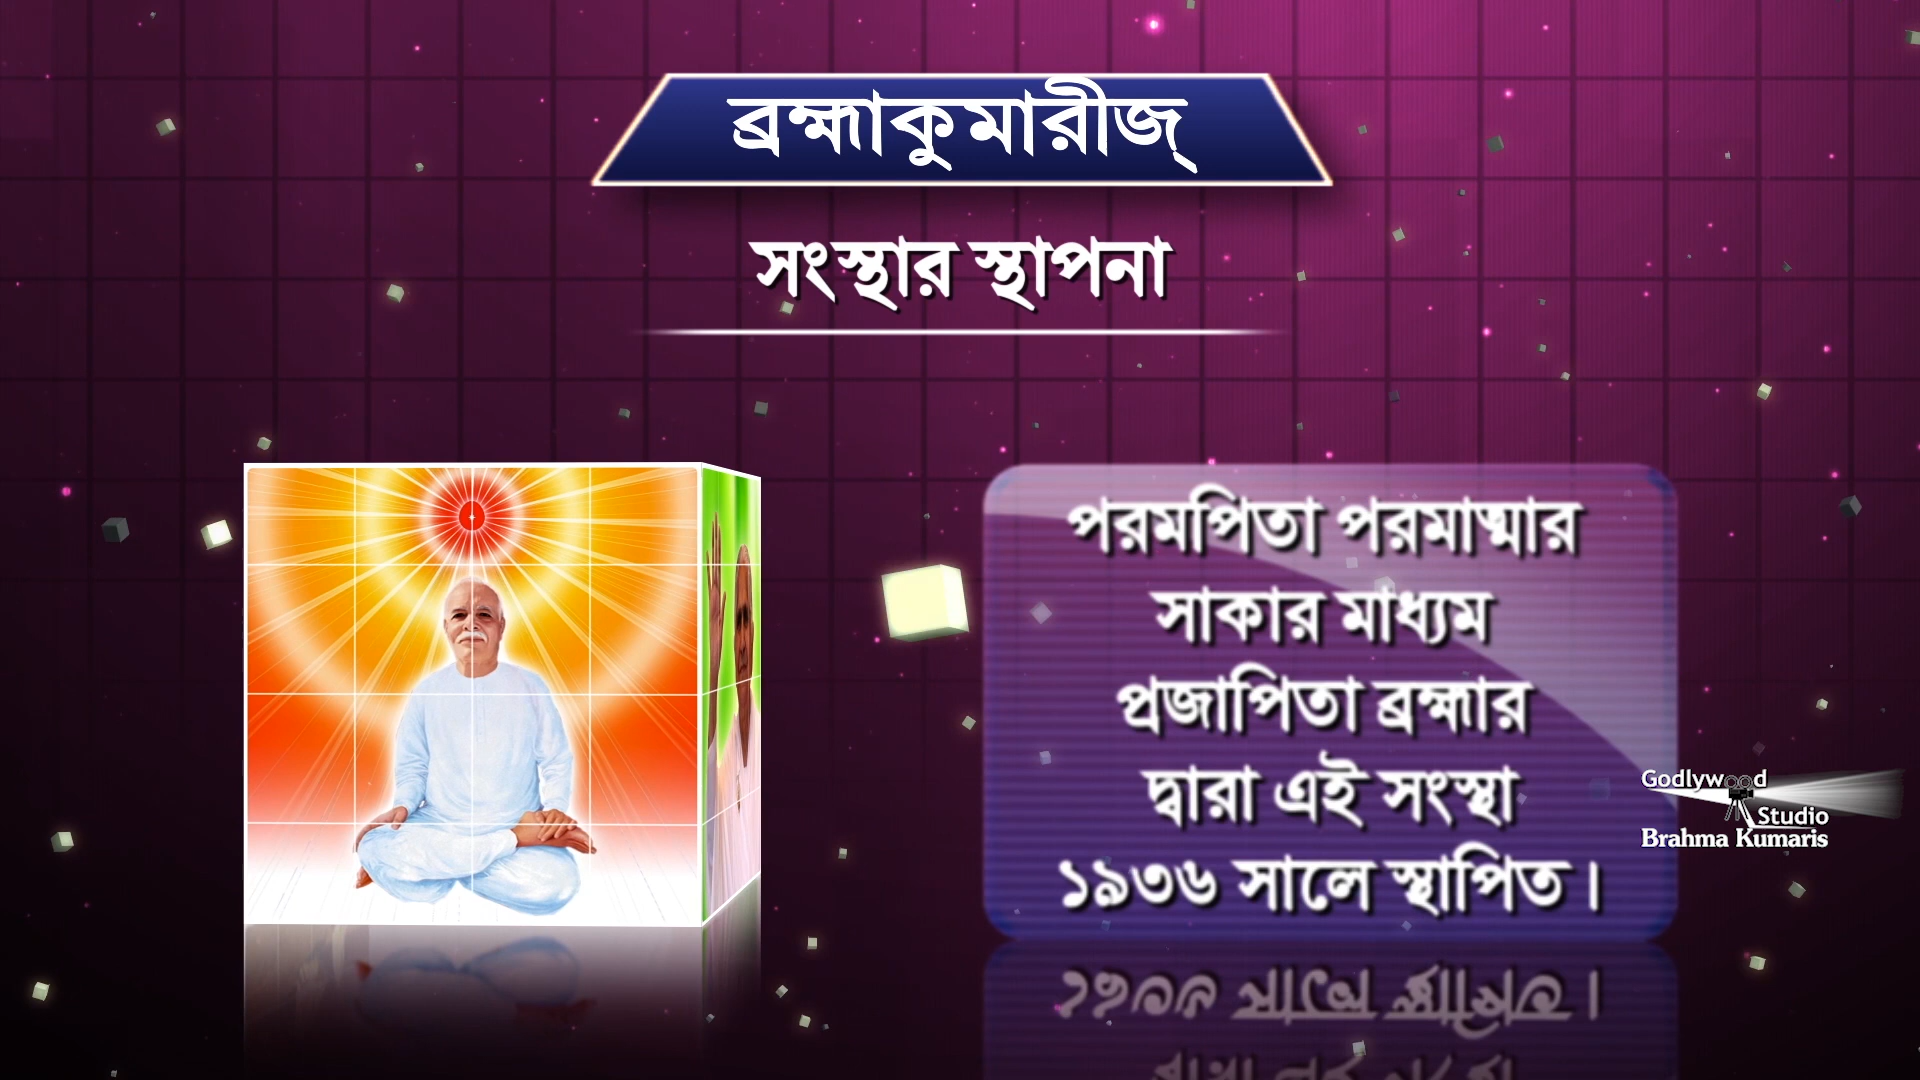 ব্রহ্মাকুমারীজ্
সংস্থার স্থাপনা
পরমপিতা পরমাত্মার
সাকার মাধ্যম
প্রজাপিতা ব্রহ্মার
দ্বারা এই সংস্থা
১৯৩৬ সালে স্থাপিত।
Godlywood
Studio
Brahma Kumaris